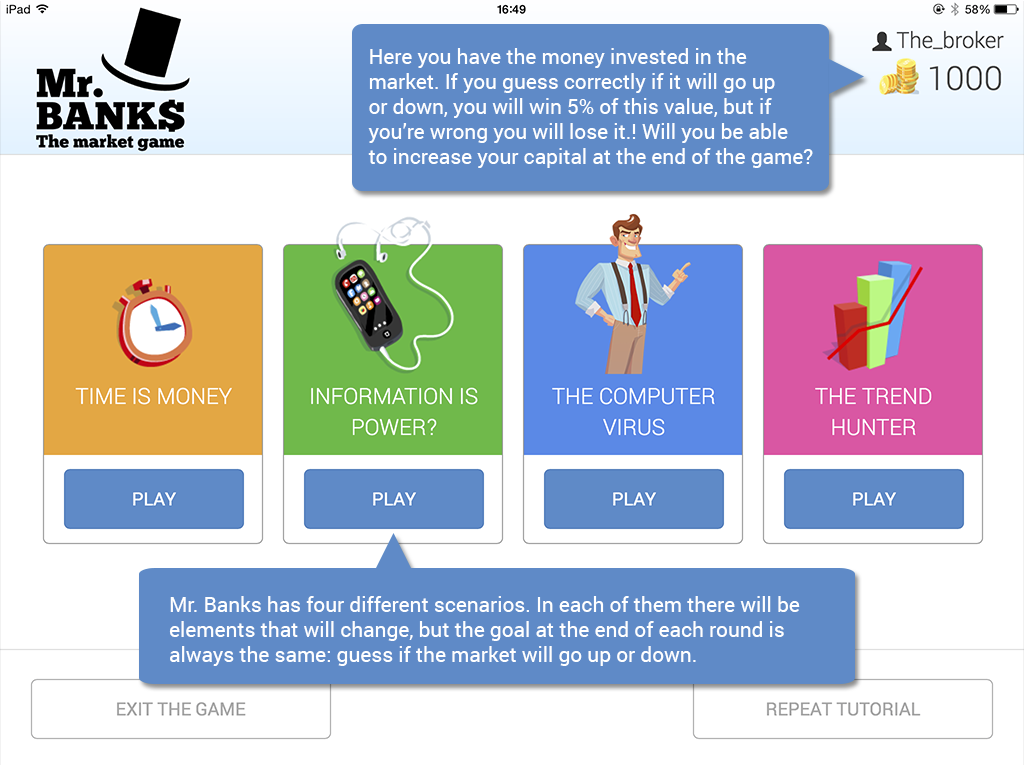 iPad
16:49
58%
Mr.
BANK$
The market game
Here you have the money invested in the
market. If you guess correctly if it will go up
or down, you will win 5% of this value, but if
you’re wrong you will lose it.! Will you be able
to increase your capital at the end of the game?
The_broker
1000
TIME IS MONEY
PLAY
INFORMATION IS
POWER?
PLAY
THE COMPUTER
VIRUS
PLAY
THE TREND
HUNTER
PLAY
Mr. Banks has four different scenarios. In each of them there will be
elements that will change, but the goal at the end of each round is
always the same: guess if the market will go up or down.
EXIT THE GAME
REPEAT TUTORIAL